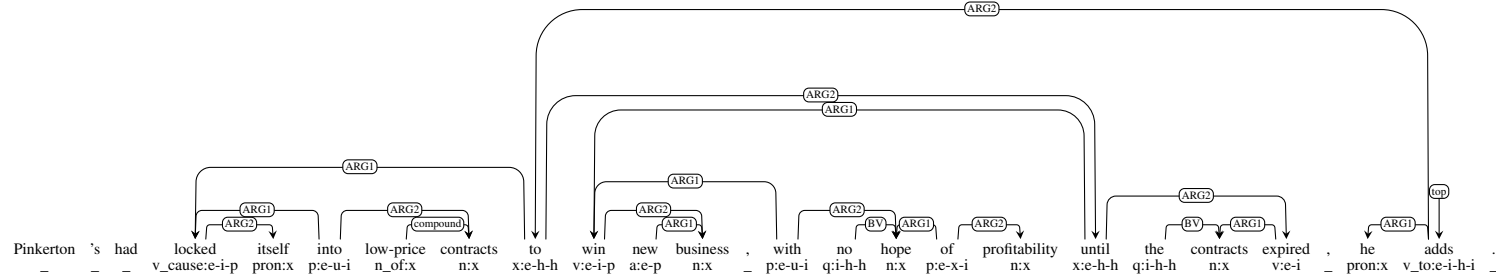 ARG2
ARG2
ARG1
ARG1
ARG1
ARG2
top
ARG1 ARG2 ARG2 ARG2
ARG2 compound ARG1 BV ARG1 ARG2 BV ARG1 ARG1
Pinkerton 's had locked itself into low-price contracts to win new business , with no hope of profitability until the contracts expired , he adds .
_ _ _ v_cause:e-i-p pron:x p:e-u-i n_of:x n:x x:e-h-h v:e-i-p a:e-p n:x _ p:e-u-i q:i-h-h n:x p:e-x-i n:x x:e-h-h q:i-h-h n:x v:e-i _ pron:x v_to:e-i-h-i _